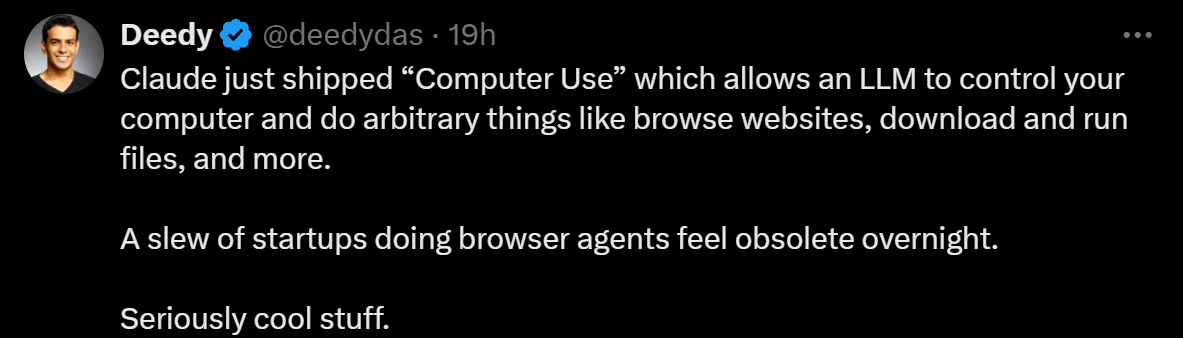 Deedy @deedydas · 19h
Claude just shipped “Computer Use” which allows an LLM to control your
computer and do arbitrary things like browse websites, download and run
files, and more.
A slew of startups doing browser agents feel obsolete overnight.
Seriously cool stuff.